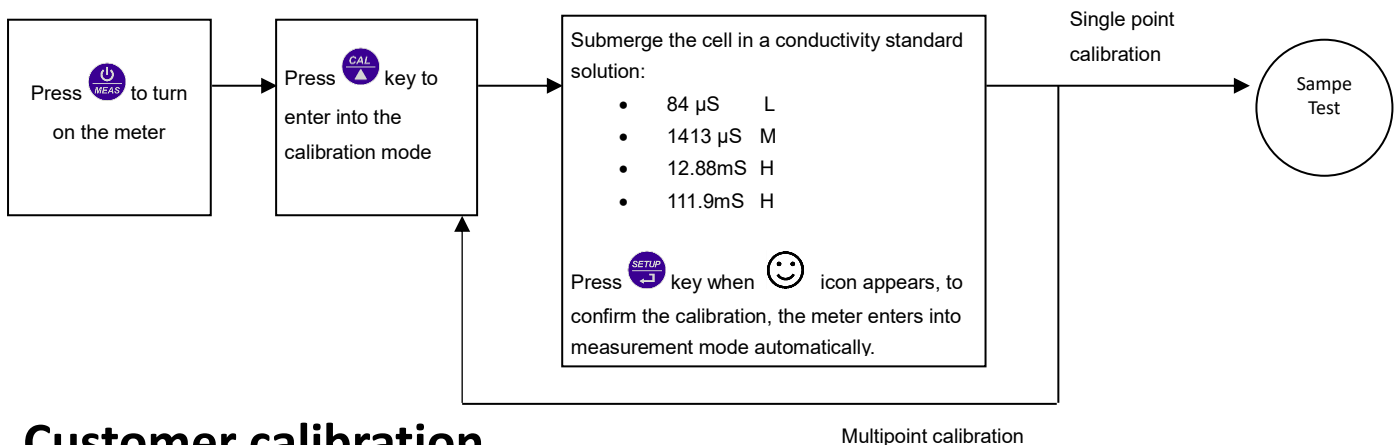 Press MEAS to turn
on the meter
Press CAL key to
enter into the
calibration mode
Submerge the cell in a conductivity standard
solution:
• 84 µS L
• 1413 µS M
• 12.88mS H
• 111.9mS H
Press SETUP key when icon appears, to
confirm the calibration, the meter enters into
measurement mode automatically.
Single point
calibration
Sampe
Test
Multipoint calibration
Customer calibration